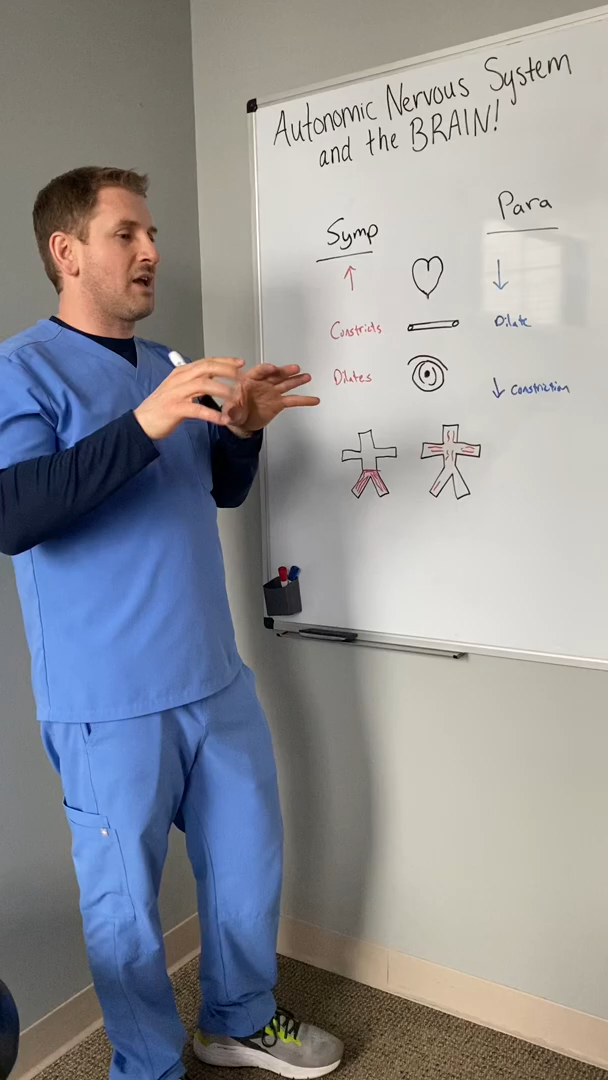 Autonomic Nervous System
and the BRAIN!
Symp Para
↑ ↓
Constricts Dilate
Dilates ↓ Constriction